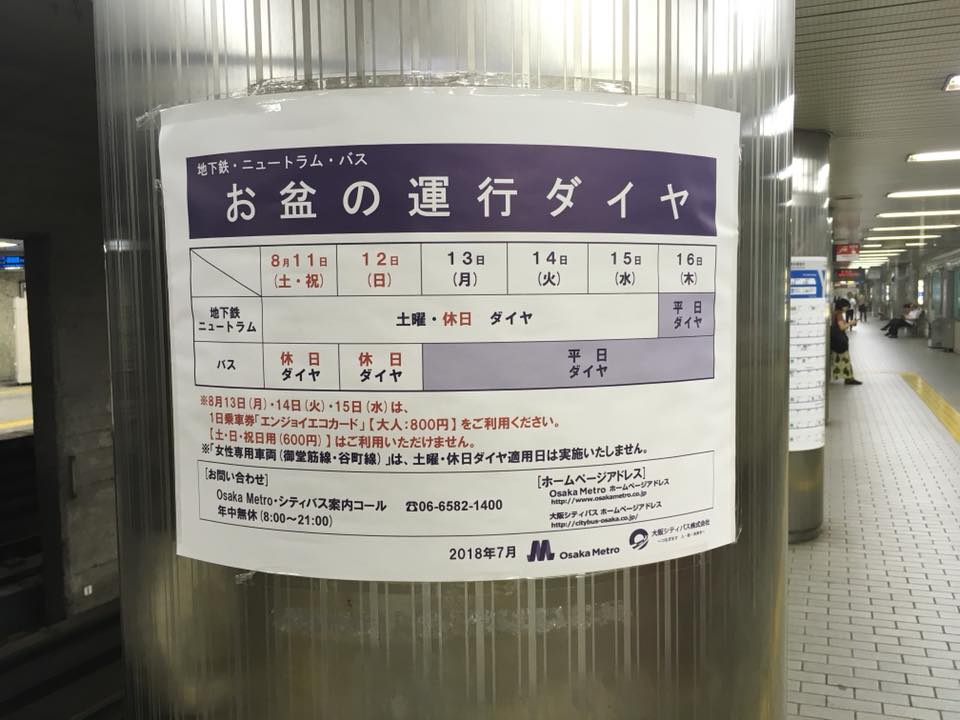 地下鉄・ニュートラム・バス
お盆の運行ダイヤ
8月11日 12日 13日 14日 15日 16日
(土・祝) (日) (月) (火) (水) (木)
地下鉄
ニュートラム
土曜・休日 ダイヤ
平日
ダイヤ
バス
休日
ダイヤ
休日
ダイヤ
平日
ダイヤ
※8月13日(月)・14日(火)・15日(水)は、
1日乗車券「エンジョイエコカード」【大人:800円】をご利用ください。
【土・日・祝日用(600円)】はご利用いただけません。
※「女性専用車両(御堂筋線・谷町線)」は、土曜・休日ダイヤ適用日は実施いたしません。
[お問い合わせ]
Osaka Metro・シティバス案内コール ☎06-6582-1400
年中無休(8:00～21:00)
[ホームページアドレス]
Osaka Metro ホームページアドレス
http://www.osakametro.co.jp
大阪シティバス ホームページアドレス
http://citybus-osaka.co.jp/
2018年7月 Osaka Metro 大阪シティバス株式会社